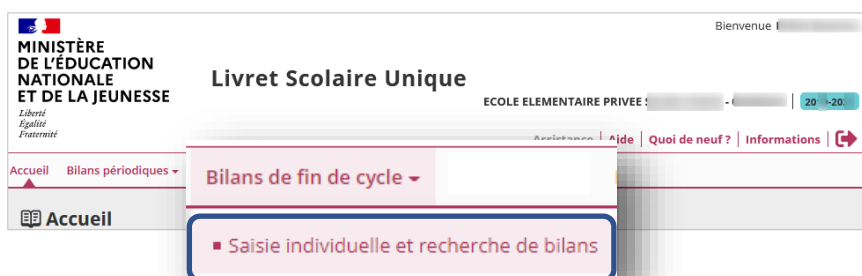 Bienvenue
MINISTÈRE
DE L'ÉDUCATION
NATIONALE
ET DE LA JEUNESSE
Liberté
Égalité
Fraternité
Livret Scolaire Unique
ECOLE ELEMENTAIRE PRIVEE
Assistance | Aide | Quoi de neuf ? | Informations |
Accueil Bilans périodiques
Bilans de fin de cycle
Accueil
Saisie individuelle et recherche de bilans